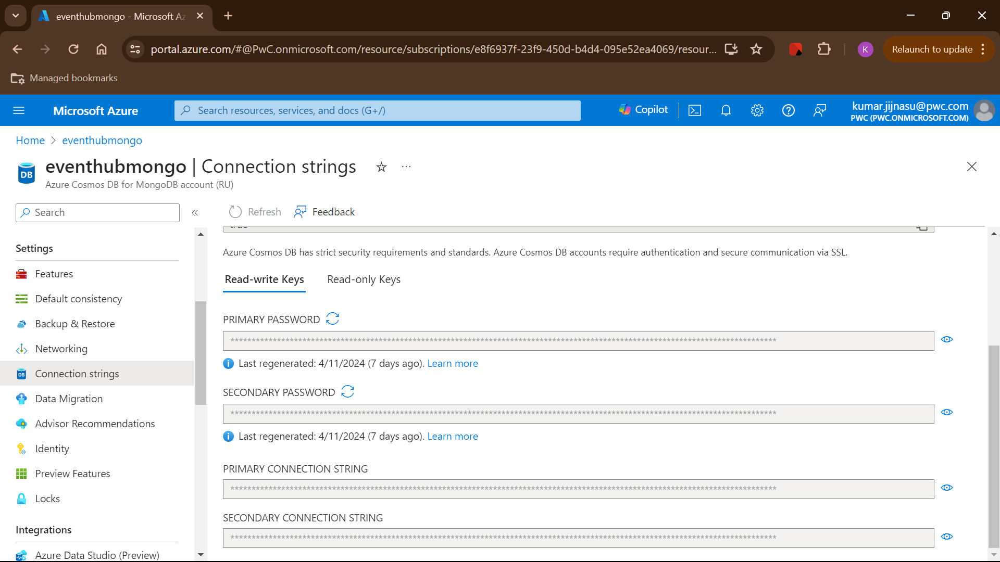 eventhubmongo - Microsoft Az
portal.azure.com/#@PwC.onmicrosoft.com/resource/subscriptions/e8f6937f-23f9-450d-b4d4-095e52ea4069/resour...
K
Relaunch to update
Managed bookmarks
Microsoft Azure
Search resources, services, and docs (G+/)
Copilot
kumar.jijnasu@pwc.com
PWC (PWC.ONMICROSOFT.COM)
Home > eventhubmongo
DB
eventhubmongo | Connection strings
...
Azure Cosmos DB for MongoDB account (RU)
Search
«
Refresh
Feedback
Settings
Features
Default consistency
Backup & Restore
Networking
DB
Connection strings
Data Migration
Advisor Recommendations
Identity
Preview Features
Locks
Integrations
Azure Data Studio (Preview)
true
Azure Cosmos DB has strict security requirements and standards. Azure Cosmos DB accounts require authentication and secure communication via SSL.
Read-write Keys
Read-only Keys
PRIMARY PASSWORD
Last regenerated: 4/11/2024 (7 days ago). Learn more
SECONDARY PASSWORD
Last regenerated: 4/11/2024 (7 days ago). Learn more
PRIMARY CONNECTION STRING
SECONDARY CONNECTION STRING